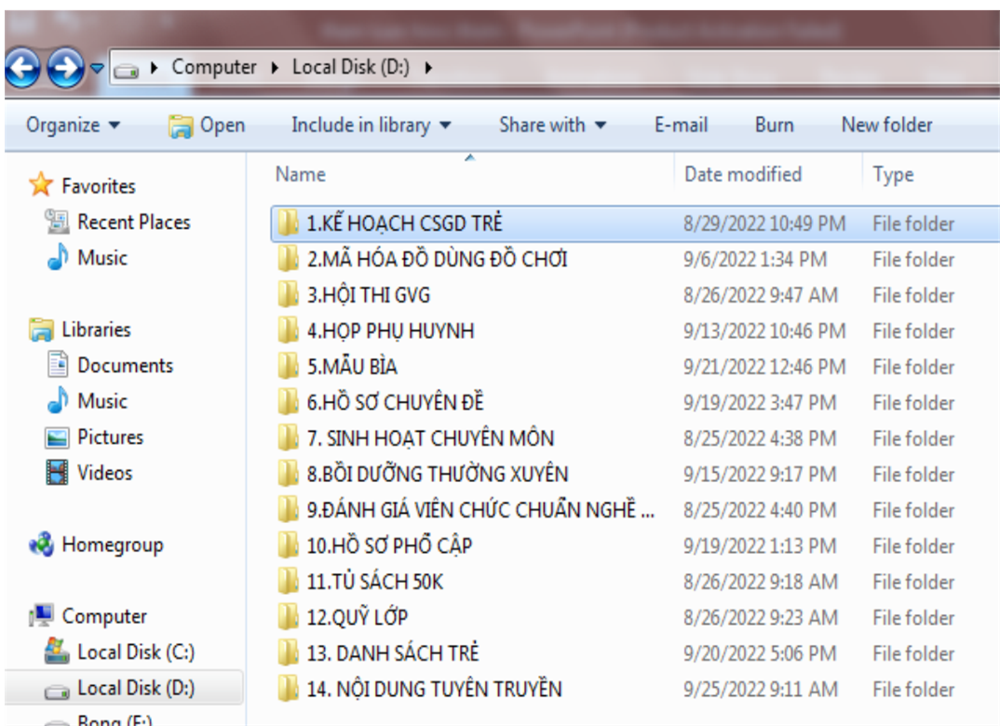 Computer Local Disk (D:)
Organize Open Include in library Share with E-mail Burn New folder
Name Date modified Type
Favorites
Recent Places
Music
Libraries
Documents
Music
Pictures
Videos
Homegroup
Computer
Local Disk (C:)
Local Disk (D:)
1.KẾ HOẠCH CSGD TRẺ 8/29/2022 10:49 PM File folder
2.MÃ HÓA ĐỒ DÙNG ĐỒ CHƠI 9/6/2022 1:34 PM File folder
3.HỘI THI GVG 8/26/2022 9:47 AM File folder
4.HỌP PHỤ HUYNH 9/13/2022 10:46 PM File folder
5.MẪU BÌA 9/21/2022 12:46 PM File folder
6.HỒ SƠ CHUYÊN ĐỀ 9/19/2022 3:47 PM File folder
7. SINH HOẠT CHUYÊN MÔN 8/25/2022 4:38 PM File folder
8.BỒI DƯỠNG THƯỜNG XUYÊN 9/15/2022 9:17 PM File folder
9.ĐÁNH GIÁ VIÊN CHỨC CHUẨN NGHỀ ... 8/25/2022 4:40 PM File folder
10.HỒ SƠ PHỔ CẬP 9/19/2022 1:13 PM File folder
11.TỦ SÁCH 50K 8/26/2022 9:18 AM File folder
12.QUỸ LỚP 8/26/2022 9:23 AM File folder
13. DANH SÁCH TRẺ 9/20/2022 5:06 PM File folder
14. NỘI DUNG TUYÊN TRUYỀN 9/25/2022 9:11 AM File folder